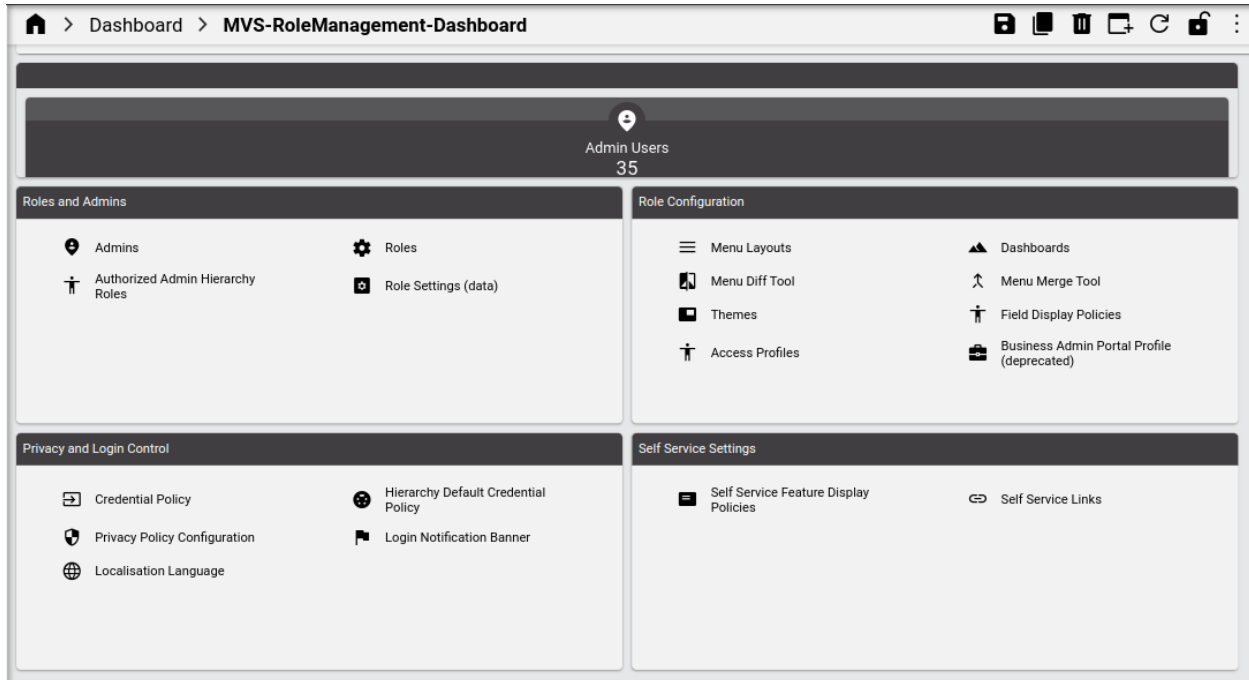 Dashboard > MVS-RoleManagement-Dashboard
Admin Users
35
Roles and Admins
Admins
Roles
Authorized Admin Hierarchy
Roles
Role Settings (data)
Role Configuration
Menu Layouts
Dashboards
Menu Diff Tool
Menu Merge Tool
Themes
Field Display Policies
Access Profiles
Business Admin Portal Profile
(deprecated)
Privacy and Login Control
Credential Policy
Hierarchy Default Credential
Policy
Privacy Policy Configuration
Login Notification Banner
Localisation Language
Self Service Settings
Self Service Feature Display
Policies
Self Service Links